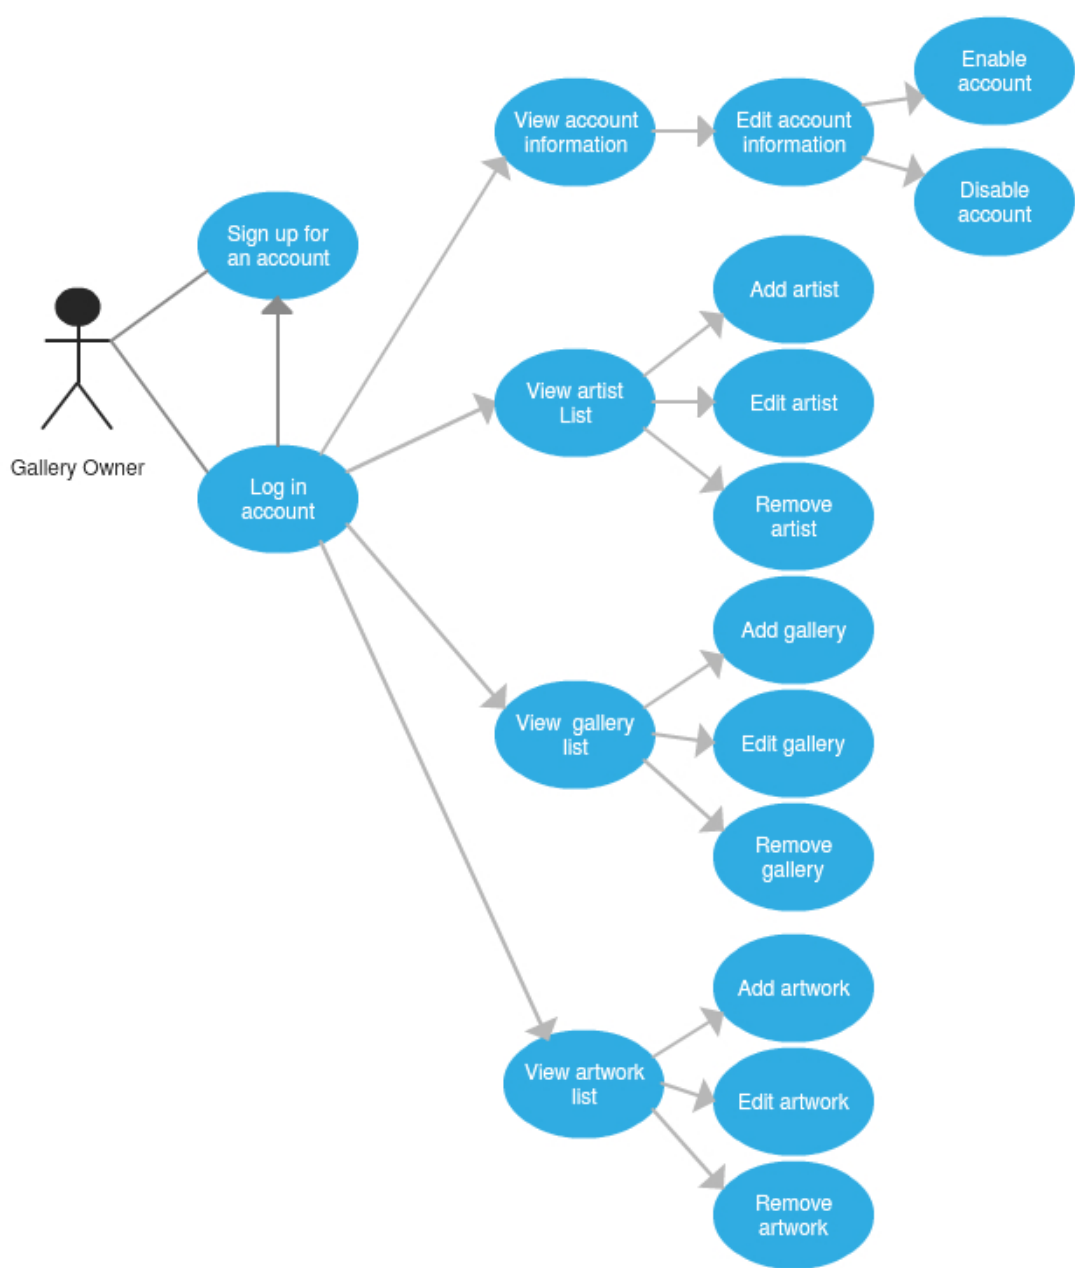 Enable
account
View account
information
Edit account
information
Disable
account
Sign up for
an account
Add artist
View artist
List
Edit artist
Gallery Owner
Log in
account
Remove
artist
Add gallery
View  gallery
list
Edit gallery
Remove
gallery
Add artwork
View artwork
list
Edit artwork
Remove
artwork